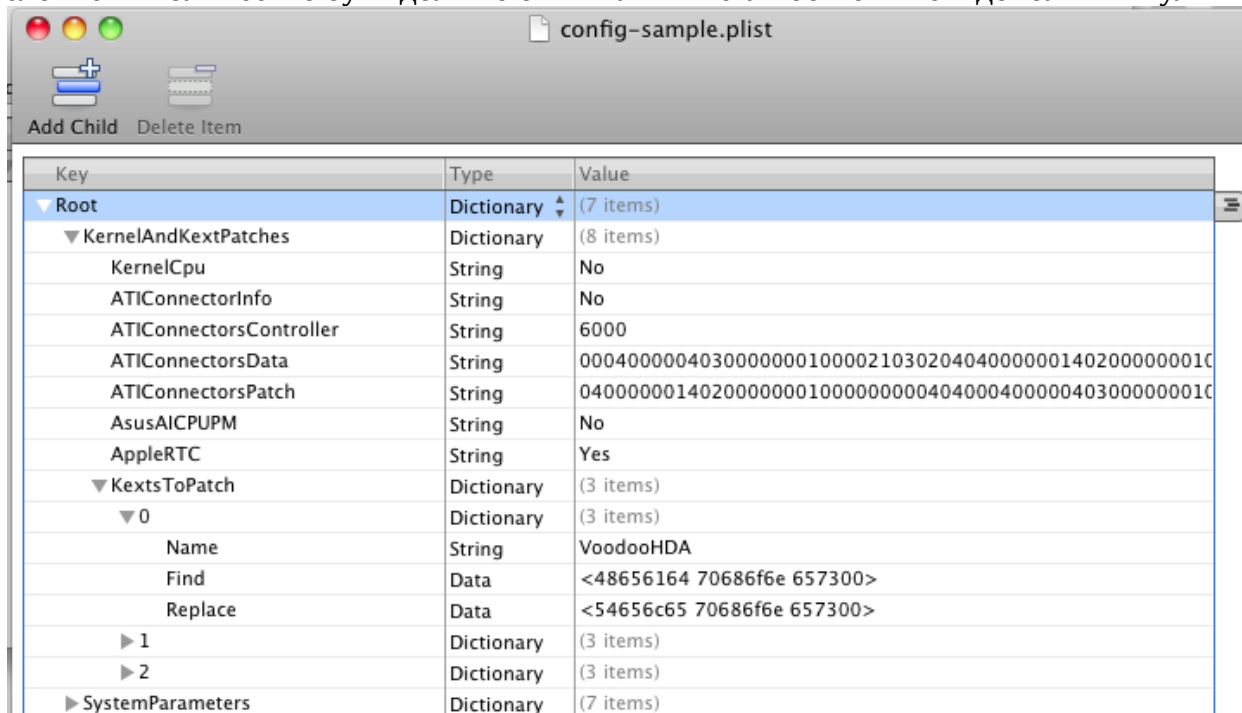 config-sample.plist
Add Child Delete Item
Key Type Value
Root Dictionary (7 items)
KernelAndKextPatches Dictionary (8 items)
KernelCpu String No
ATIConnectorInfo String No
ATIConnectorsController String 6000
ATIConnectorsData String 00040000040300000001000021030204040000001402000000010
ATIConnectorsPatch String 04000000140200000001000000000404000400000403000000010
AsusAICPUPM String No
AppleRTC String Yes
KextsToPatch Dictionary (3 items)
0 Dictionary (3 items)
Name String VoodooHDA
Find Data <48656164 70686f6e 657300>
Replace Data <54656c65 70686f6e 657300>
1 Dictionary (3 items)
2 Dictionary (3 items)
SystemParameters Dictionary (7 items)